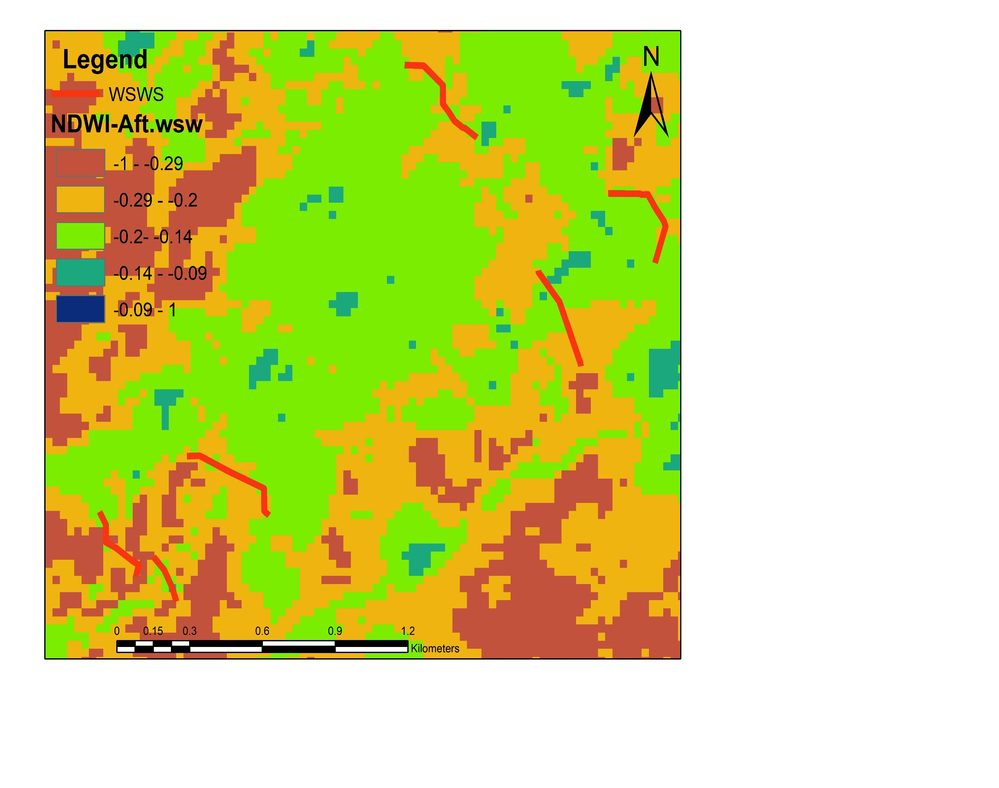 Legend
N
WSWS
NDWI-Aft.wsw
-1 - -0.29
-0.29 - -0.2
-0.2- -0.14
-0.14 - -0.09
-0.09 - 1
0 0.15 0.3 0.6 0.9 1.2
Kilometers